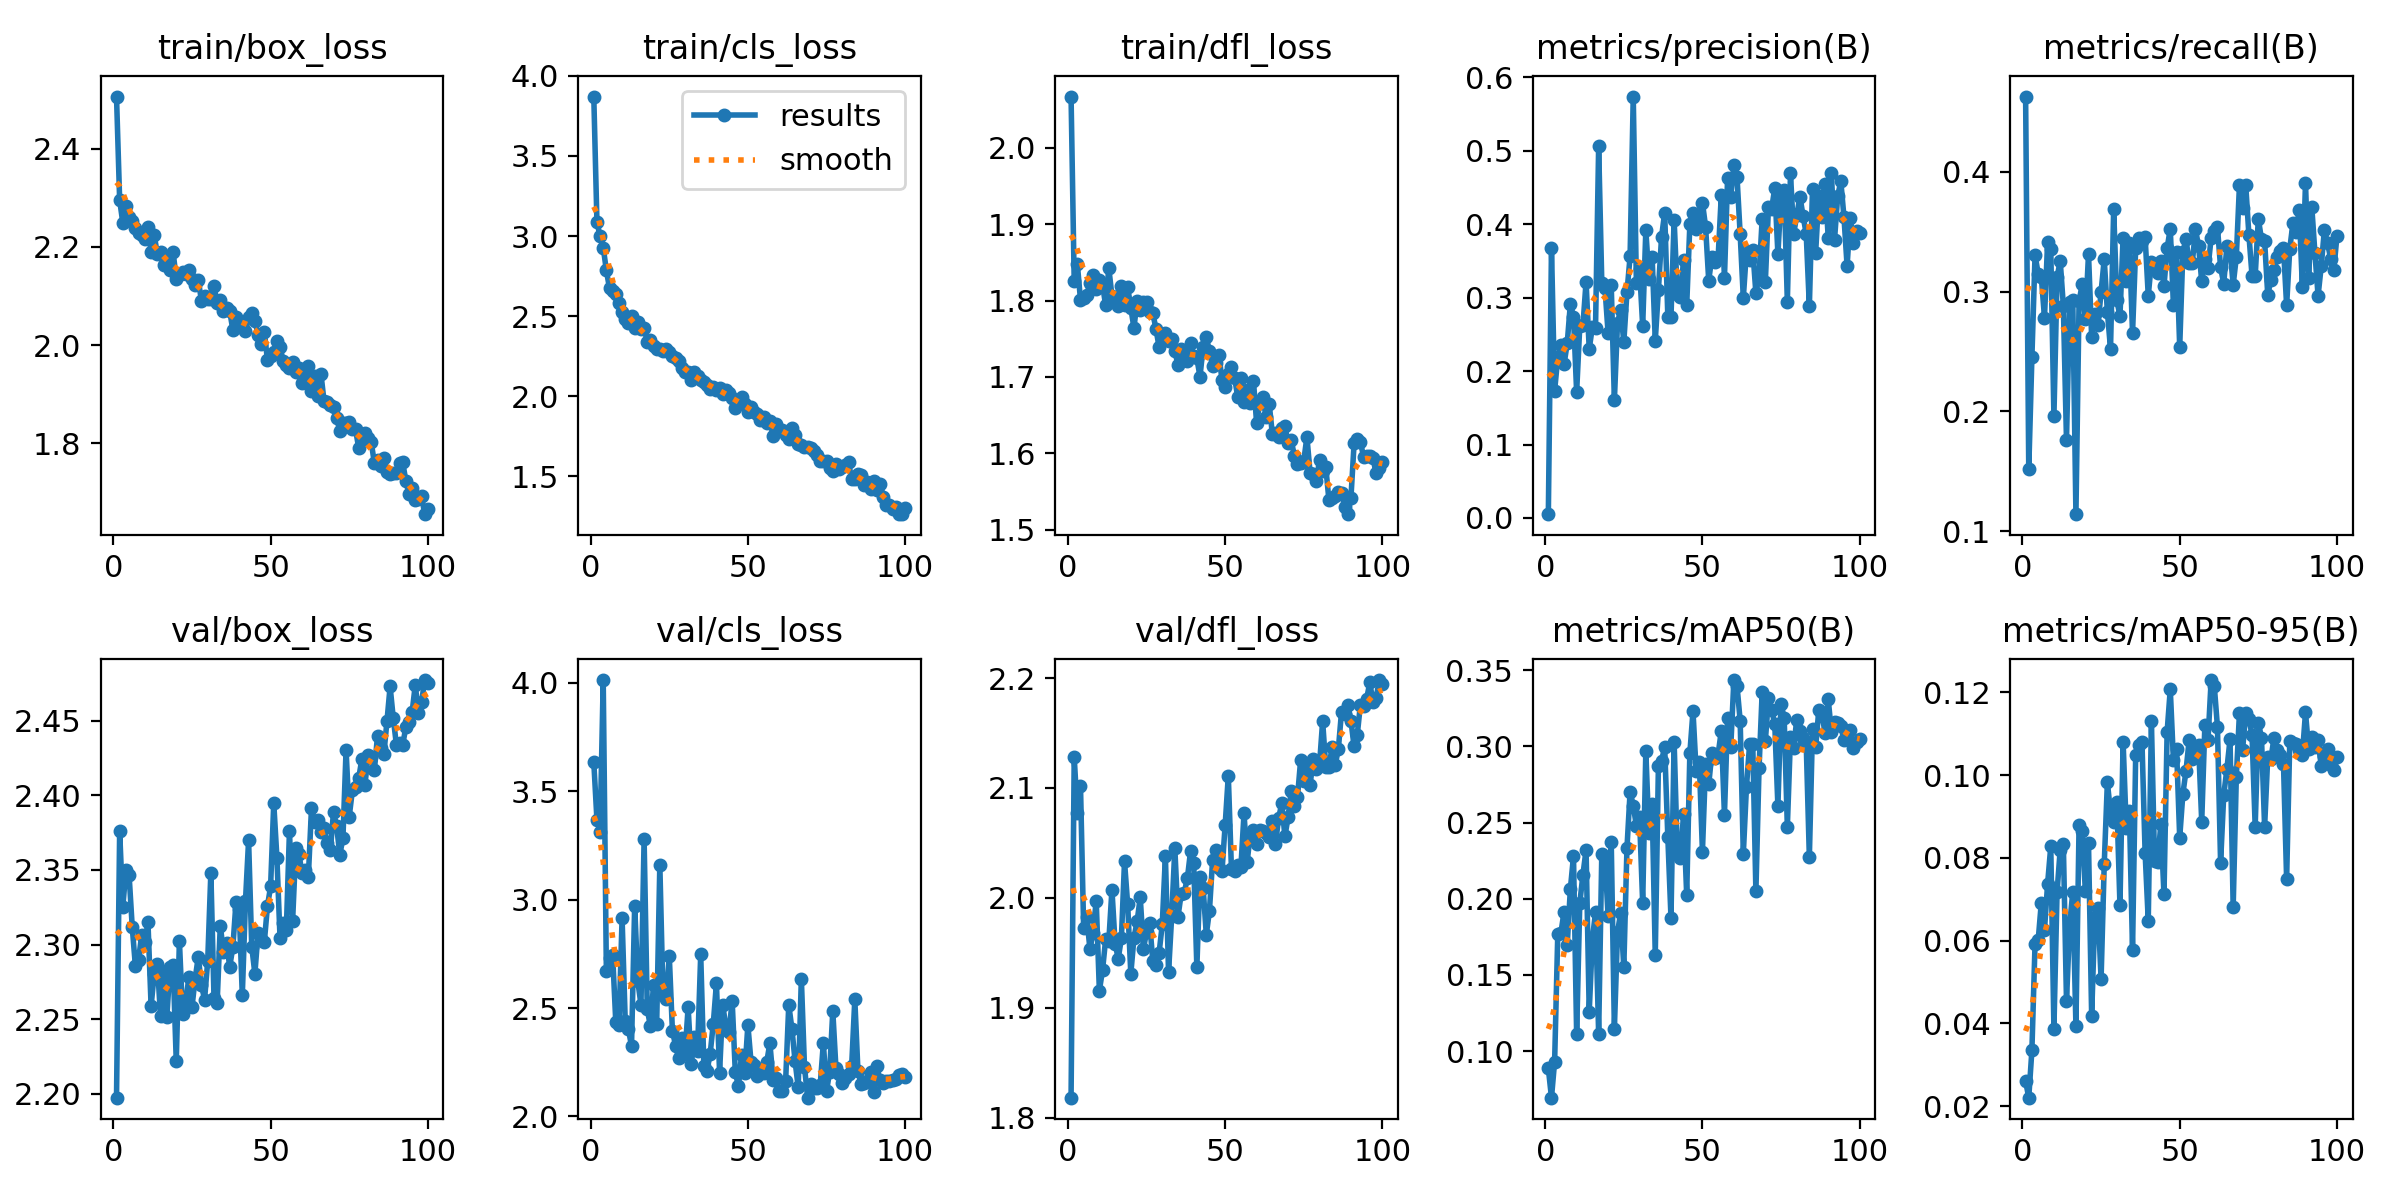 train/box_loss
2.4
2.2
2.0
1.8
0 50 100
train/cls_loss
4.0
3.5
3.0
2.5
2.0
1.5
0 50 100
results
smooth
train/dfl_loss
2.0
1.9
1.8
1.7
1.6
1.5
0 50 100
metrics/precision(B)
0.6
0.5
0.4
0.3
0.2
0.1
0.0
0 50 100
metrics/recall(B)
0.4
0.3
0.2
0.1
0 50 100
val/box_loss
2.45
2.40
2.35
2.30
2.25
2.20
0 50 100
val/cls_loss
4.0
3.5
3.0
2.5
2.0
0 50 100
val/dfl_loss
2.2
2.1
2.0
1.9
1.8
0 50 100
metrics/mAP50(B)
0.35
0.30
0.25
0.20
0.15
0.10
0 50 100
metrics/mAP50-95(B)
0.12
0.10
0.08
0.06
0.04
0.02
0 50 100